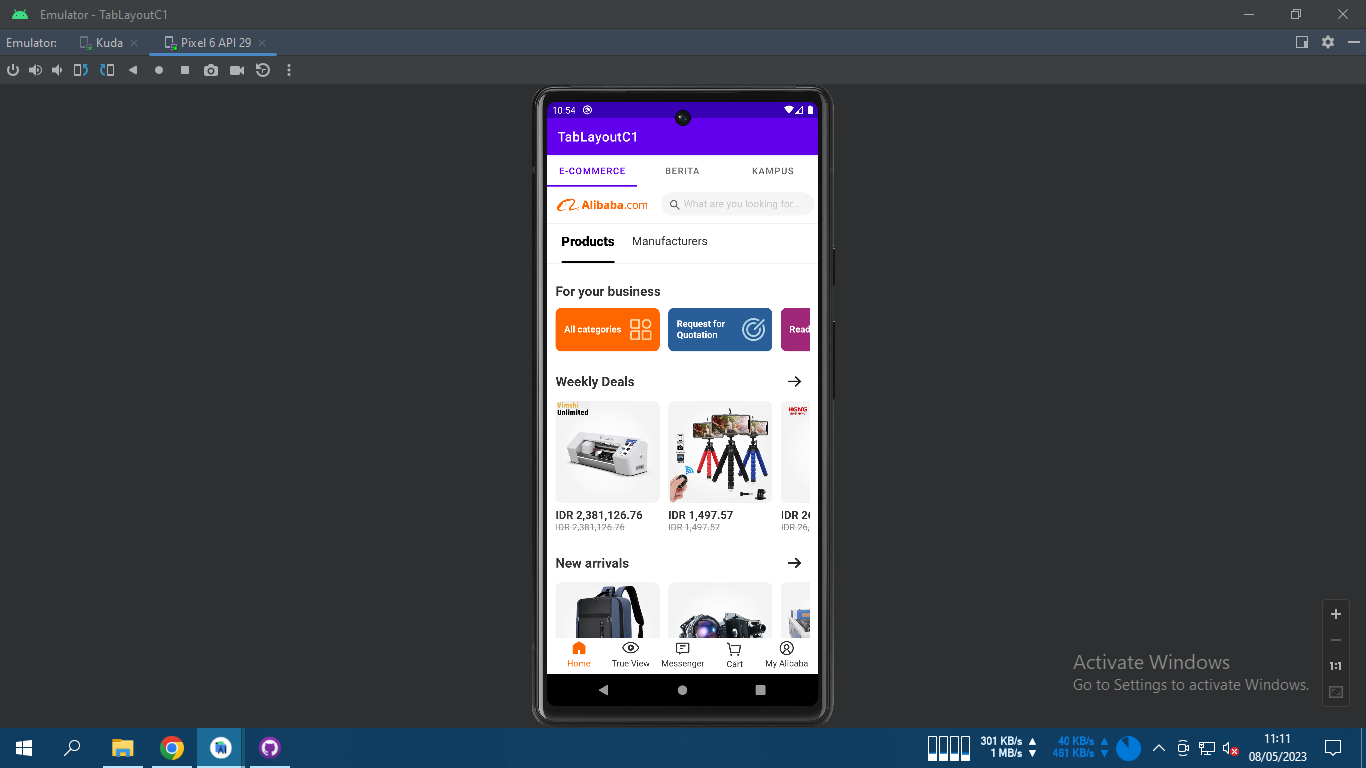 Emulator - TabLayoutC1
Emulator: Kuda Pixel 6 API 29
10:54
TabLayoutC1
E-COMMERCE BERITA KAMPUS
Alibaba.com What are you looking for...
Products Manufacturers
For your business
All categories
Request for
Quotation
Read
Weekly Deals
Vimshi
Unlimited
IDR 2,381,126.76 IDR 1,497.57 IDR 26
IDR 2,381,126.76 IDR 1,497.57 IDR 26,
New arrivals
Home True View Messenger Cart My Alibaba
1:1
Activate Windows
Go to Settings to activate Windows.
301 KB/s 40 KB/s
1 MB/s 461 KB/s
11:11
08/05/2023